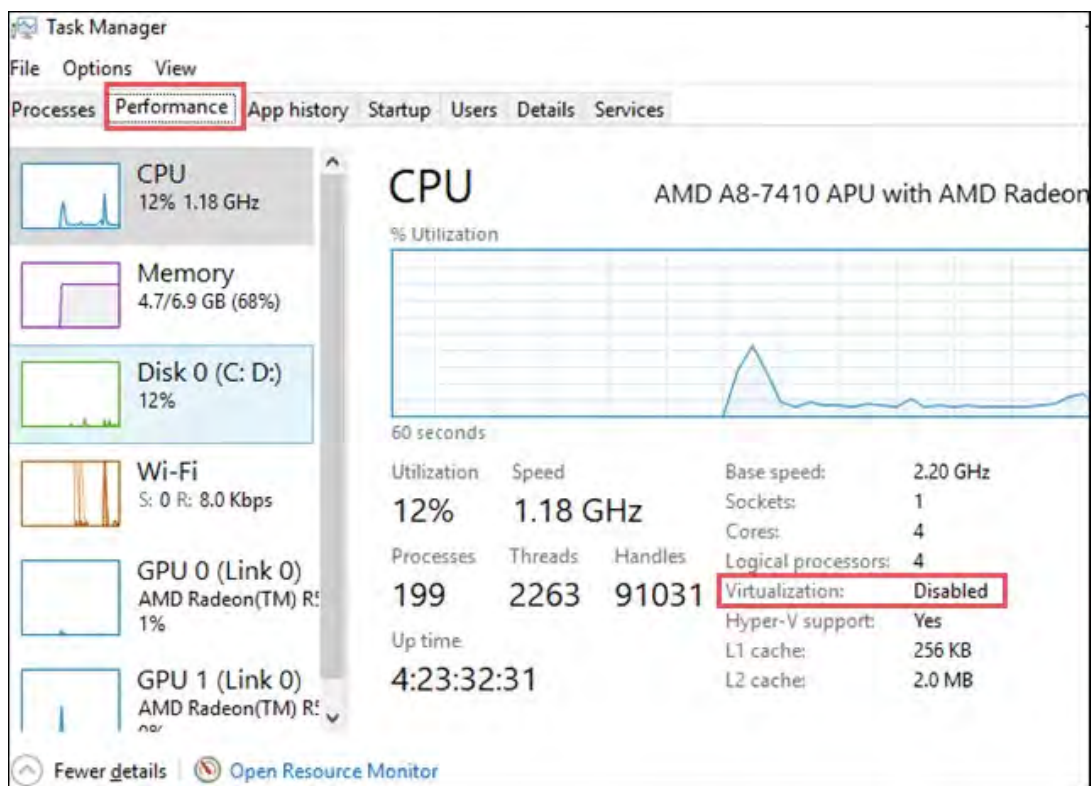 Task Manager
File Options View
Processes Performance App history Startup Users Details Services
CPU
12% 1.18 GHz
Memory
4.7/6.9 GB (68%)
Disk 0 (C: D:)
12%
Wi-Fi
S: 0 R: 8.0 Kbps
GPU 0 (Link 0)
AMD Radeon(TM) R5
1%
GPU 1 (Link 0)
AMD Radeon(TM) R5
0%
CPU AMD A8-7410 APU with AMD Radeon
% Utilization
60 seconds
Utilization Speed
12% 1.18 GHz
Processes Threads Handles
199 2263 91031
Up time
4:23:32:31
Base speed: 2.20 GHz
Sockets: 1
Cores: 4
Logical processors: 4
Virtualization: Disabled
Hyper-V support: Yes
L1 cache: 256 KB
L2 cache: 2.0 MB
Fewer details Open Resource Monitor